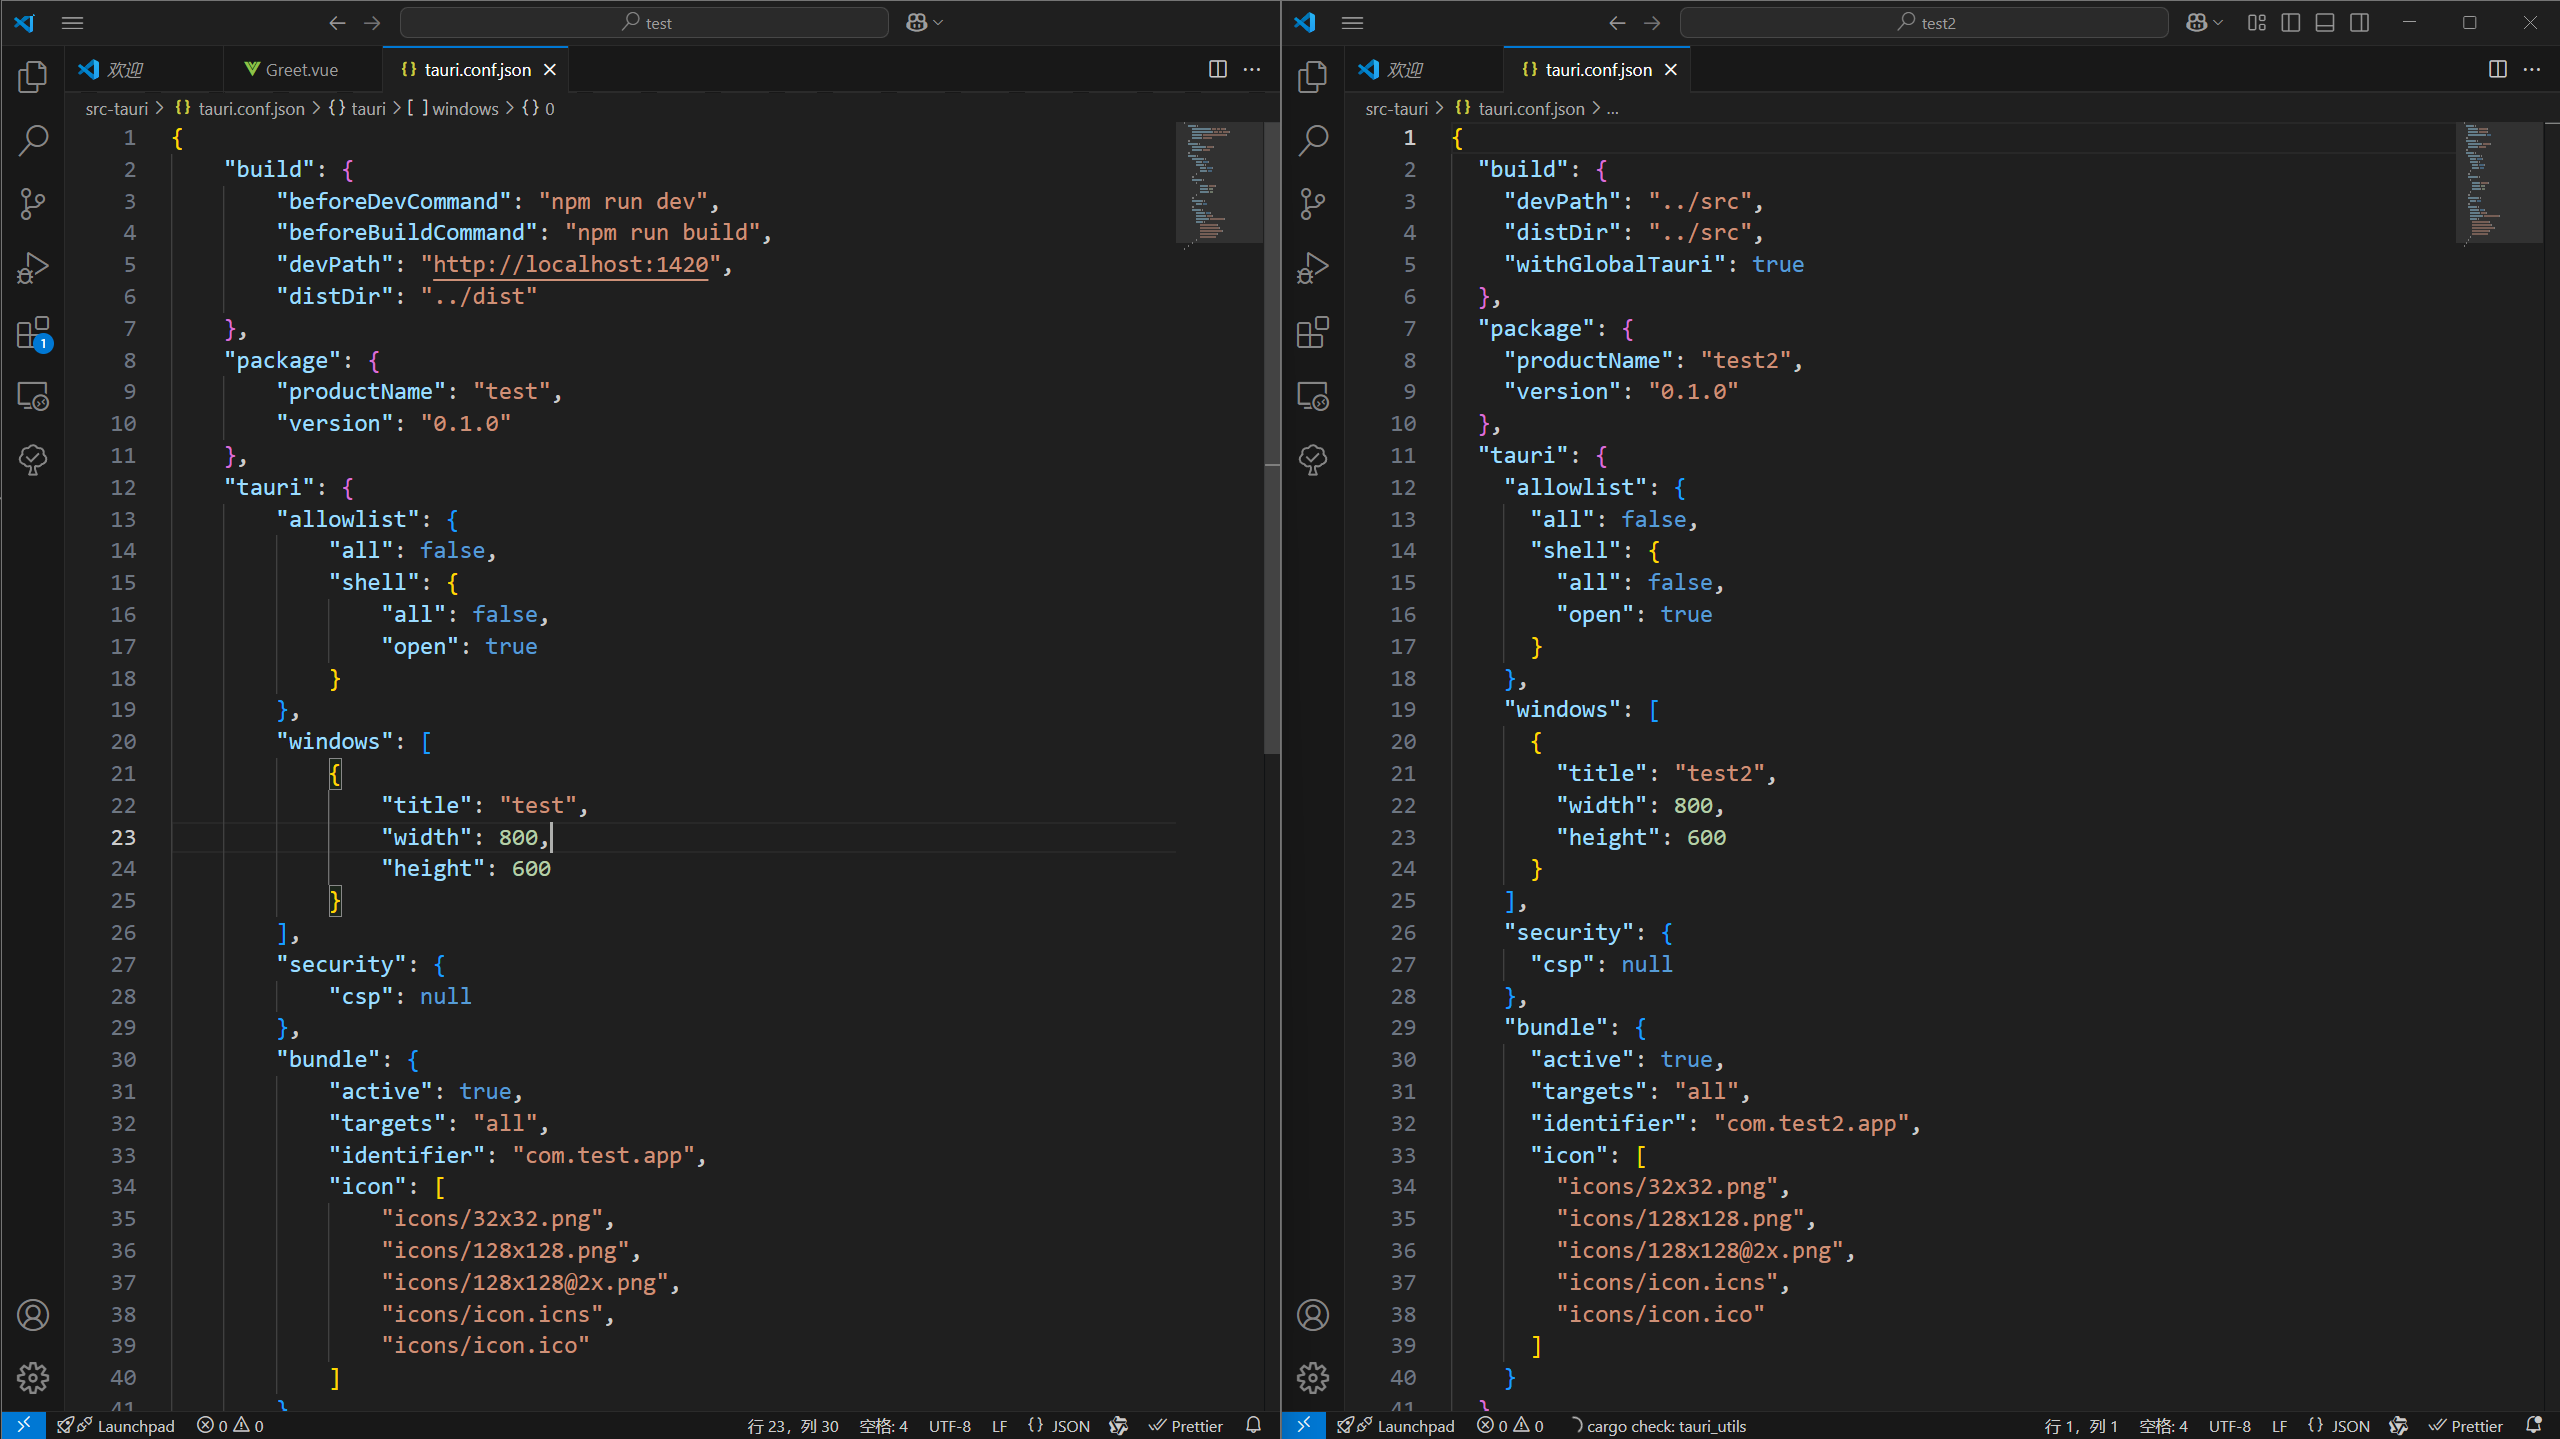 test
欢迎
Greet.vue
{} tauri.conf.json
src-tauri > {} tauri.conf.json > {} tauri > [ ] windows > {} 0
1 {
2     "build": {
3         "beforeDevCommand": "npm run dev",
4         "beforeBuildCommand": "npm run build",
5         "devPath": "http://localhost:1420",
6         "distDir": "../dist"
7     },
8     "package": {
9         "productName": "test",
10         "version": "0.1.0"
11     },
12     "tauri": {
13         "allowlist": {
14             "all": false,
15             "shell": {
16                 "all": false,
17                 "open": true
18             }
19         },
20         "windows": [
21             {
22                 "title": "test",
23                 "width": 800,
24                 "height": 600
25             }
26         ],
27         "security": {
28             "csp": null
29         },
30         "bundle": {
31             "active": true,
32             "targets": "all",
33             "identifier": "com.test.app",
34             "icon": [
35                 "icons/32x32.png",
36                 "icons/128x128.png",
37                 "icons/128x128@2x.png",
38                 "icons/icon.icns",
39                 "icons/icon.ico"
40             ]
41         }
1
Launchpad 0 0 行 23，列 30 空格: 4 UTF-8 LF {} JSON Prettier
test2
欢迎
{} tauri.conf.json
src-tauri > {} tauri.conf.json > ...
1 {
2   "build": {
3     "devPath": "../src",
4     "distDir": "../src",
5     "withGlobalTauri": true
6   },
7   "package": {
8     "productName": "test2",
9     "version": "0.1.0"
10   },
11   "tauri": {
12     "allowlist": {
13       "all": false,
14       "shell": {
15         "all": false,
16         "open": true
17       }
18     },
19     "windows": [
20       {
21         "title": "test2",
22         "width": 800,
23         "height": 600
24       }
25     ],
26     "security": {
27       "csp": null
28     },
29     "bundle": {
30       "active": true,
31       "targets": "all",
32       "identifier": "com.test2.app",
33       "icon": [
34         "icons/32x32.png",
35         "icons/128x128.png",
36         "icons/128x128@2x.png",
37         "icons/icon.icns",
38         "icons/icon.ico"
39       ]
40     }
41   }
Launchpad 0 0 cargo check: tauri_utils 行 1，列 1 空格: 4 UTF-8 LF {} JSON Prettier